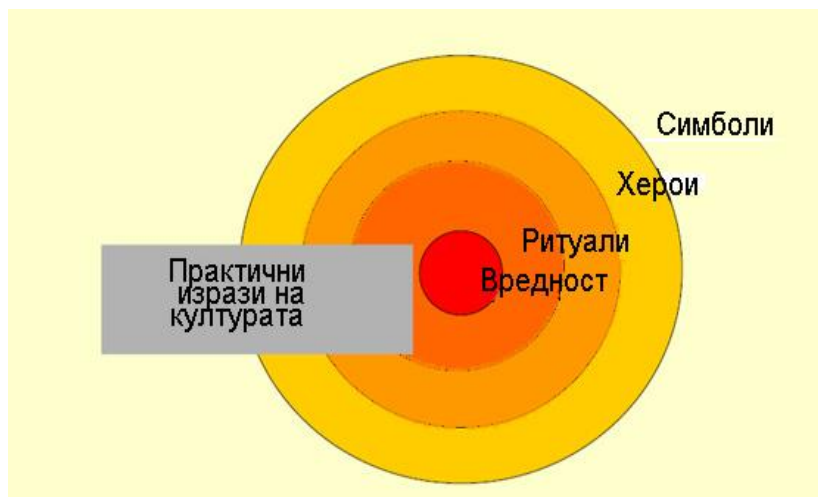 Симболи
Херои
Ритуали
Вредност
Практични
изрази на
културата